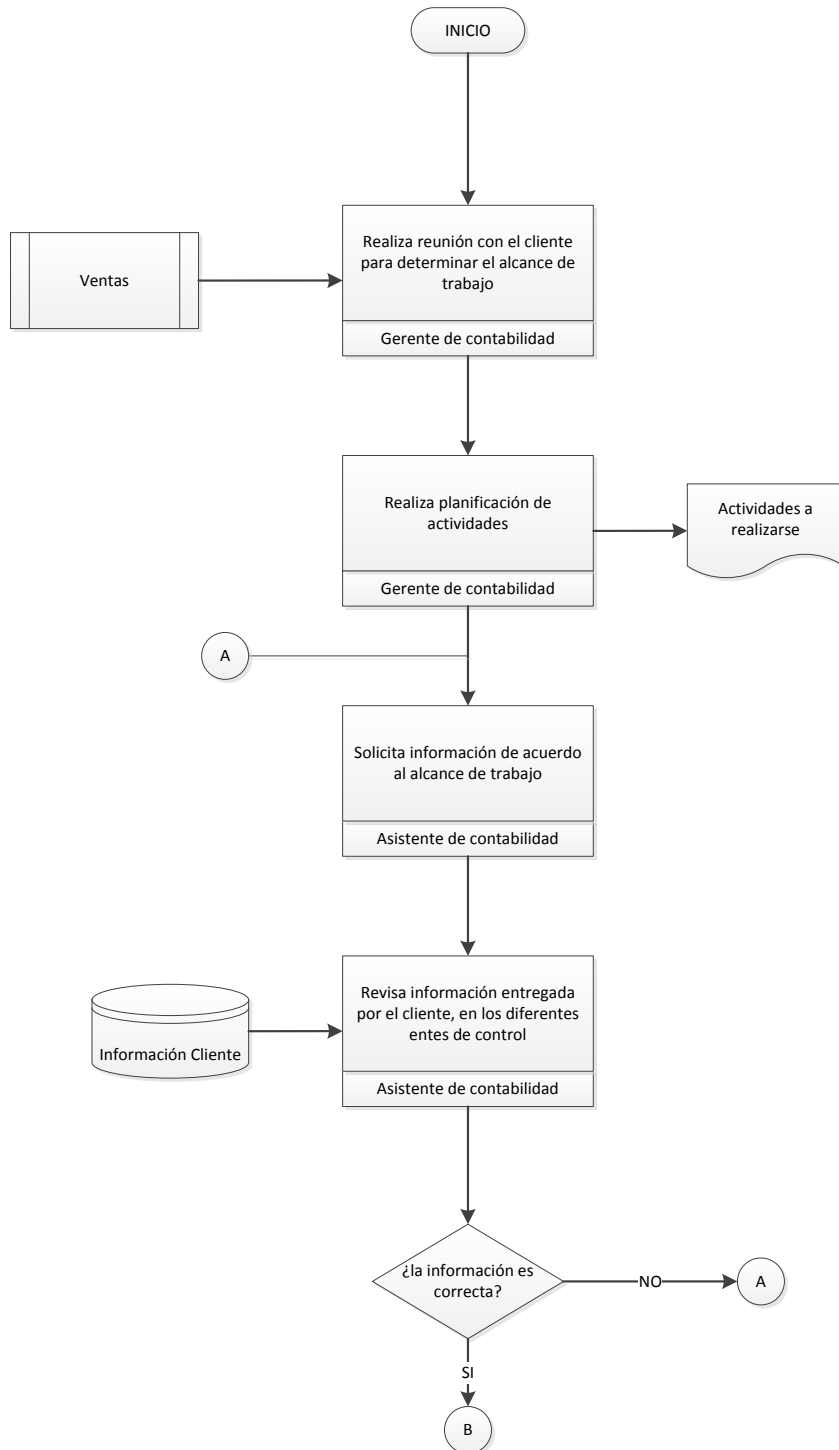 INICIO
Realiza reunión con el cliente
para determinar el alcance de
trabajo
Ventas
Gerente de contabilidad
Realiza planificación de
actividades
Actividades a
realizarse
Gerente de contabilidad
A
Solicita información de acuerdo
al alcance de trabajo
Asistente de contabilidad
Revisa información entregada
por el cliente, en los diferentes
entes de control
Información Cliente
Asistente de contabilidad
¿la información es
correcta?
NO
A
SI
B